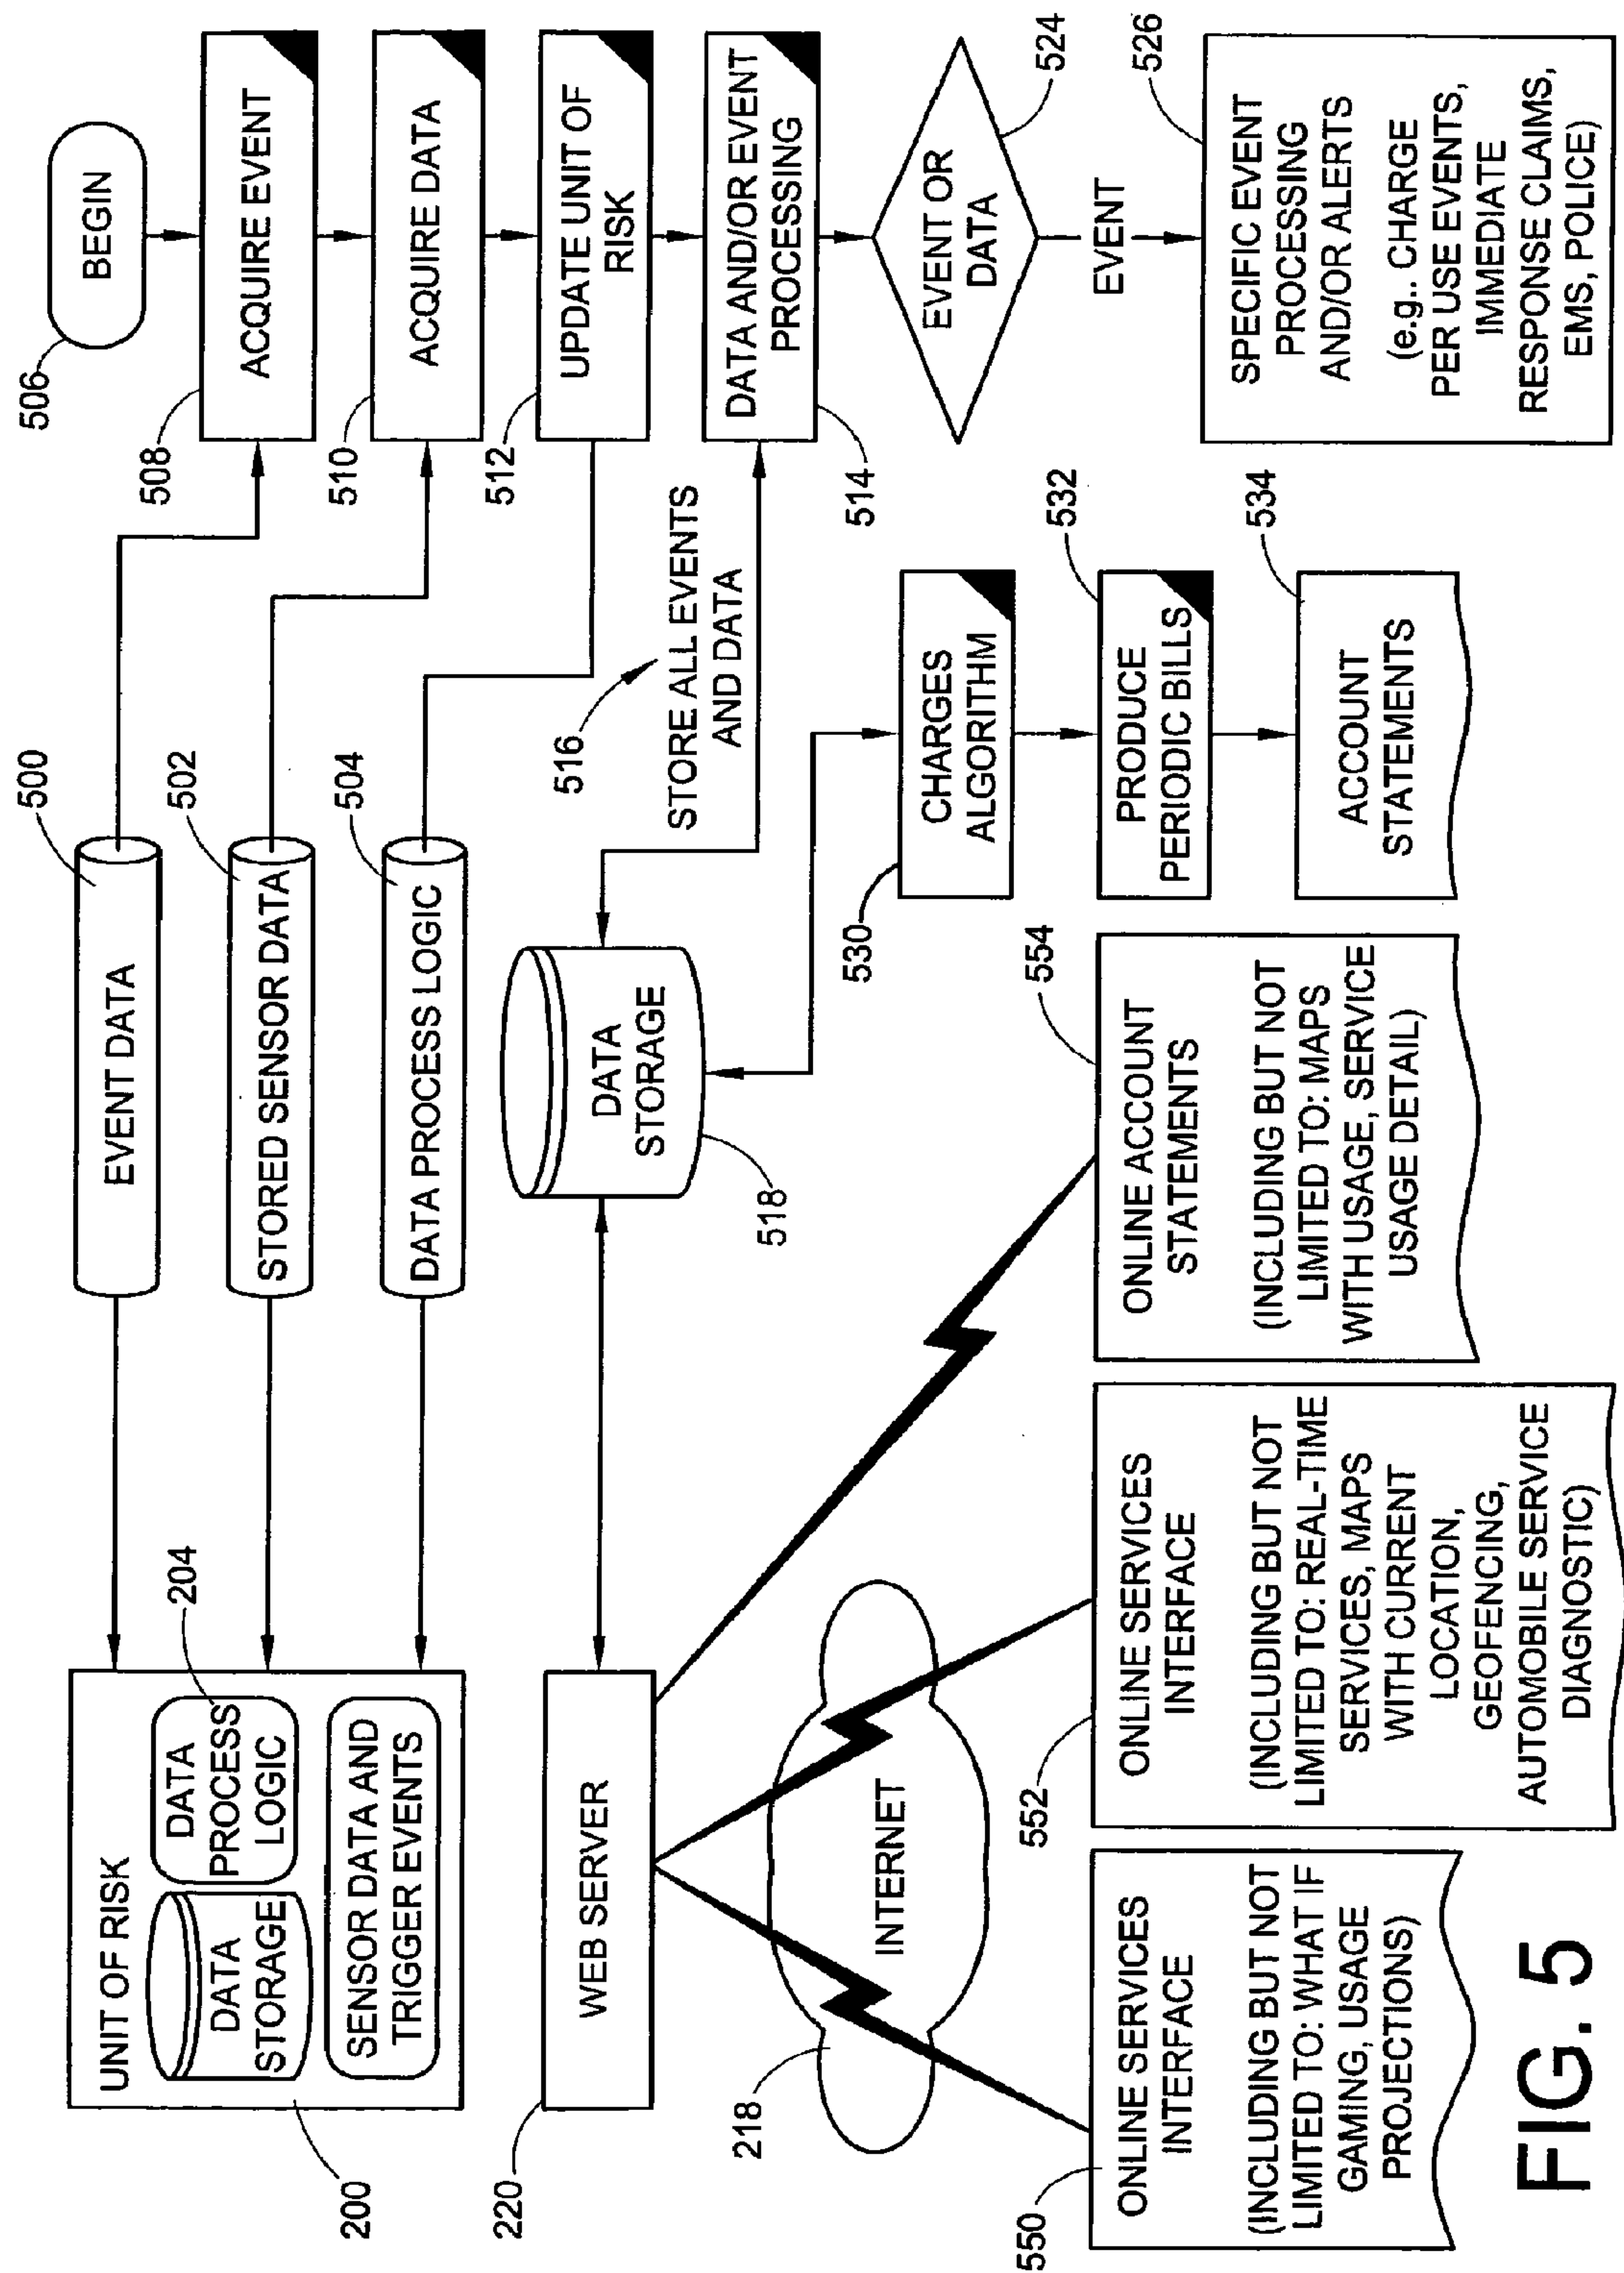 UNIT OF RISK
DATA
STORAGE
DATA
PROCESS
LOGIC
204
SENSOR DATA AND
TRIGGER EVENTS
200
EVENT DATA
500
STORED SENSOR DATA
502
DATA PROCESS LOGIC
504
506
BEGIN
508
ACQUIRE EVENT
510
ACQUIRE DATA
512
UPDATE UNIT OF
RISK
516
STORE ALL EVENTS
AND DATA
DATA AND/OR EVENT
PROCESSING
514
EVENT OR
DATA
524
EVENT
526
SPECIFIC EVENT
PROCESSING
AND/OR ALERTS
(e.g.. CHARGE
PER USE EVENTS,
IMMEDIATE
RESPONSE CLAIMS,
EMS, POLICE)
220
WEB SERVER
DATA
STORAGE
518
530
CHARGES
ALGORITHM
532
PRODUCE
PERIODIC BILLS
534
ACCOUNT
STATEMENTS
218
INTERNET
550
ONLINE SERVICES
INTERFACE
(INCLUDING BUT NOT
LIMITED TO: WHAT IF
GAMING, USAGE
PROJECTIONS)
552
ONLINE SERVICES
INTERFACE
(INCLUDING BUT NOT
LIMITED TO: REAL-TIME
SERVICES, MAPS
WITH CURRENT
LOCATION,
GEOFENCING,
AUTOMOBILE SERVICE
DIAGNOSTIC)
554
ONLINE ACCOUNT
STATEMENTS
(INCLUDING BUT NOT
LIMITED TO: MAPS
WITH USAGE, SERVICE
USAGE DETAIL)
FIG. 5